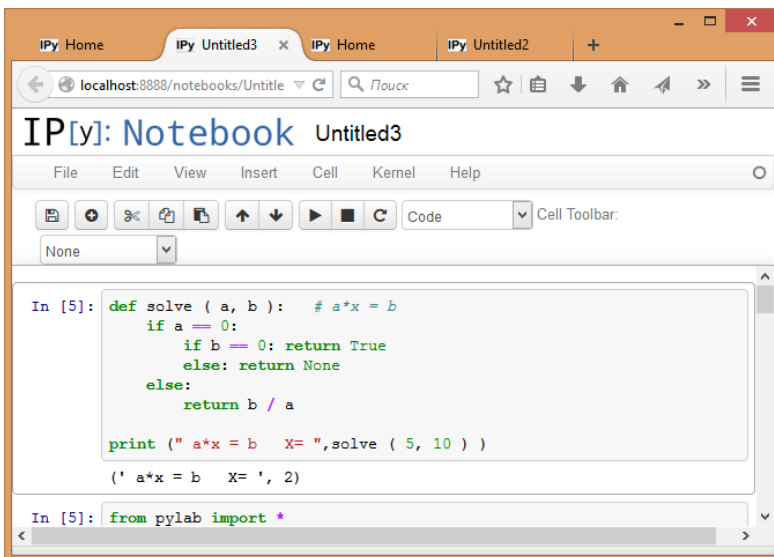 IPy Home IPy Untitled3 × IPy Home IPy Untitled2 +
localhost:8888/notebooks/Untitle Поиск
IP[y]: Notebook Untitled3
File Edit View Insert Cell Kernel Help
Code Cell Toolbar:
None
In [5]: def solve ( a, b ):   # a*x = b
if a == 0:
if b == 0: return True
else: return None
else:
return b / a
print (" a*x = b   X= ",solve ( 5, 10 ) )
(' a*x = b   X= ', 2)
In [5]: from pylab import *